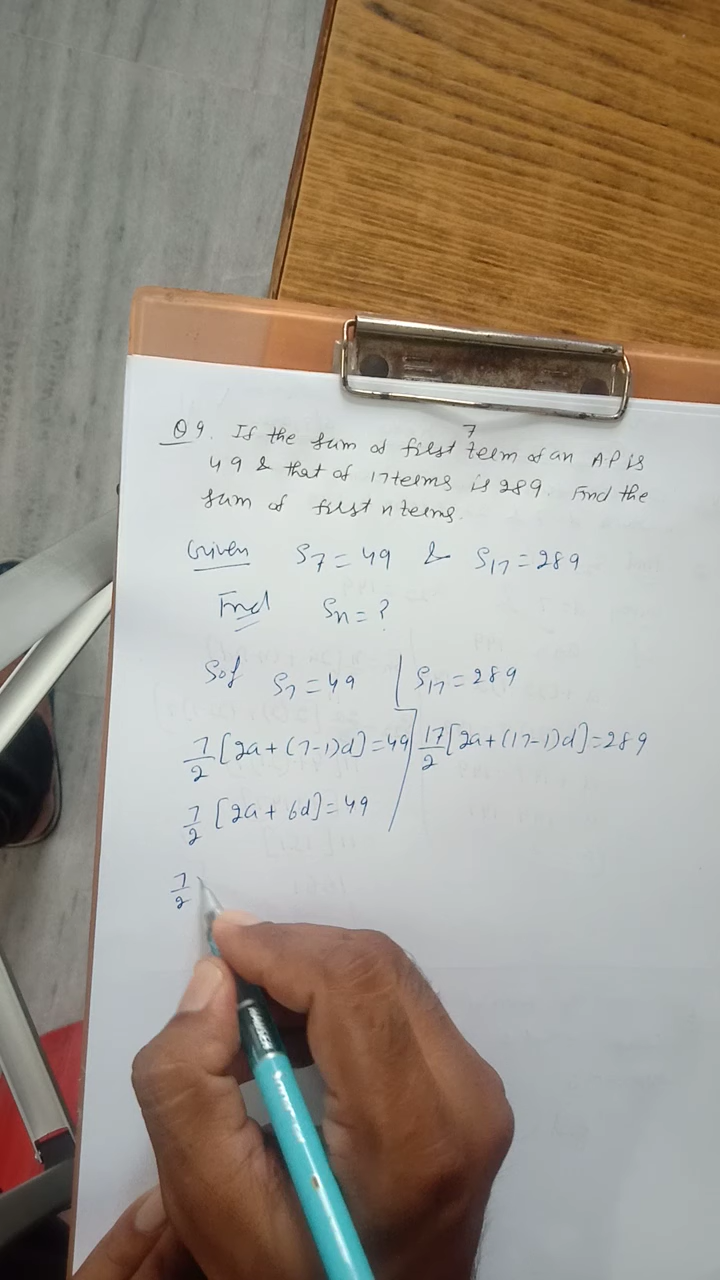 7
Q9. If the sum of first term of an AP is
49 & that of 17 terms is 289. Find the
sum of first n terms.
Given S7 = 49 & S17 = 289
Find Sn = ?
Sol S7 = 49 | S17 = 289
7/2 [2a + (7-1)d] = 49 | 17/2 [2a + (17-1)d] = 289
7/2 [2a + 6d] = 49
7/2